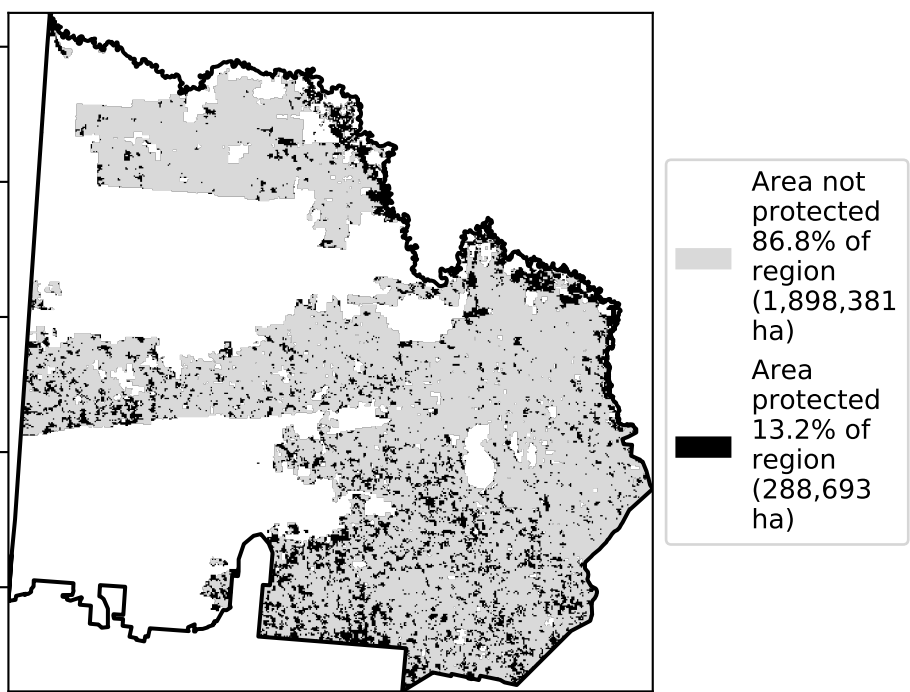 Area not
protected
86.8% of
region
(1,898,381
ha)
Area
protected
13.2% of
region
(288,693
ha)